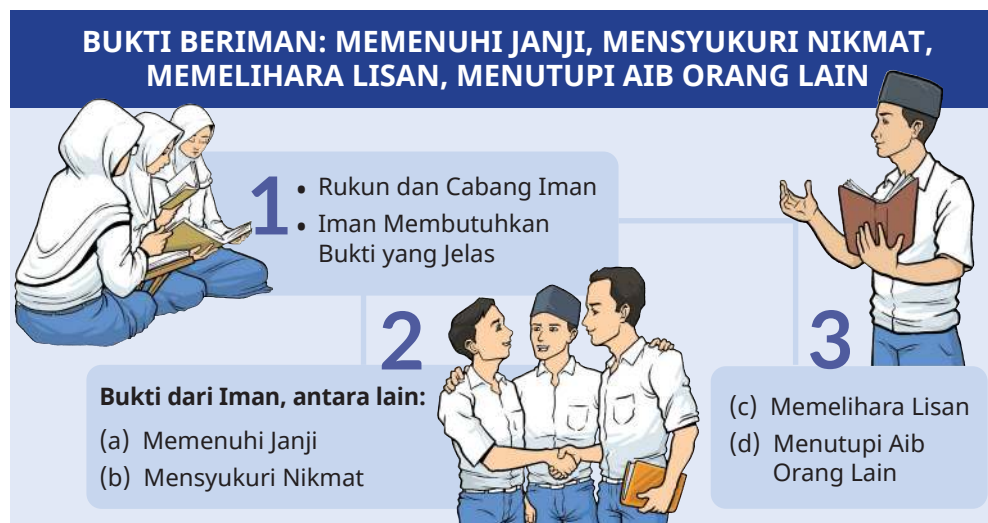 BUKTI BERIMAN: MEMENUHI JANJI, MENSYUKURI NIKMAT,
MEMELIHARA LISAN, MENUTUPI AIB ORANG LAIN
1
• Rukun dan Cabang Iman
• Iman Membutuhkan
Bukti yang Jelas
2
Bukti dari Iman, antara lain:
(a) Memenuhi Janji
(b) Mensyukuri Nikmat
3
(c) Memelihara Lisan
(d) Menutupi Aib
Orang Lain